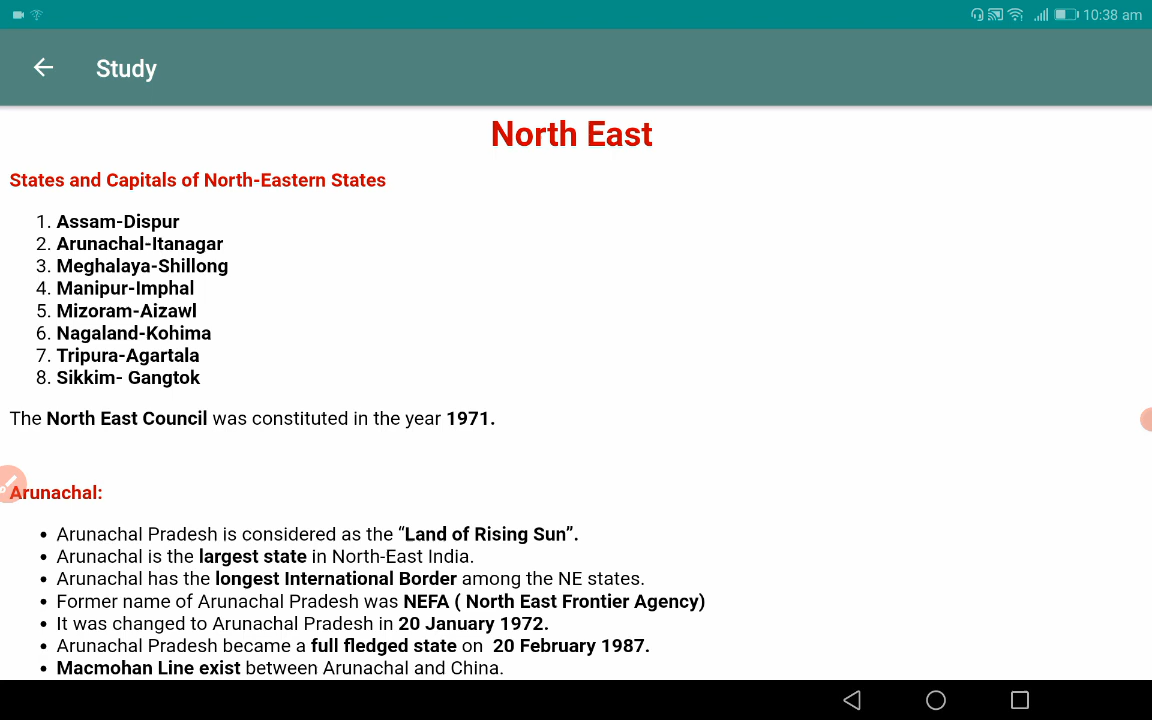 10:38 am
Study
North East
States and Capitals of North-Eastern States
1. Assam-Dispur
2. Arunachal-Itanagar
3. Meghalaya-Shillong
4. Manipur-Imphal
5. Mizoram-Aizawl
6. Nagaland-Kohima
7. Tripura-Agartala
8. Sikkim- Gangtok
The North East Council was constituted in the year 1971.
Arunachal:
• Arunachal Pradesh is considered as the “Land of Rising Sun”.
• Arunachal is the largest state in North-East India.
• Arunachal has the longest International Border among the NE states.
• Former name of Arunachal Pradesh was NEFA ( North East Frontier Agency)
• It was changed to Arunachal Pradesh in 20 January 1972.
• Arunachal Pradesh became a full fledged state on 20 February 1987.
• Macmohan Line exist between Arunachal and China.